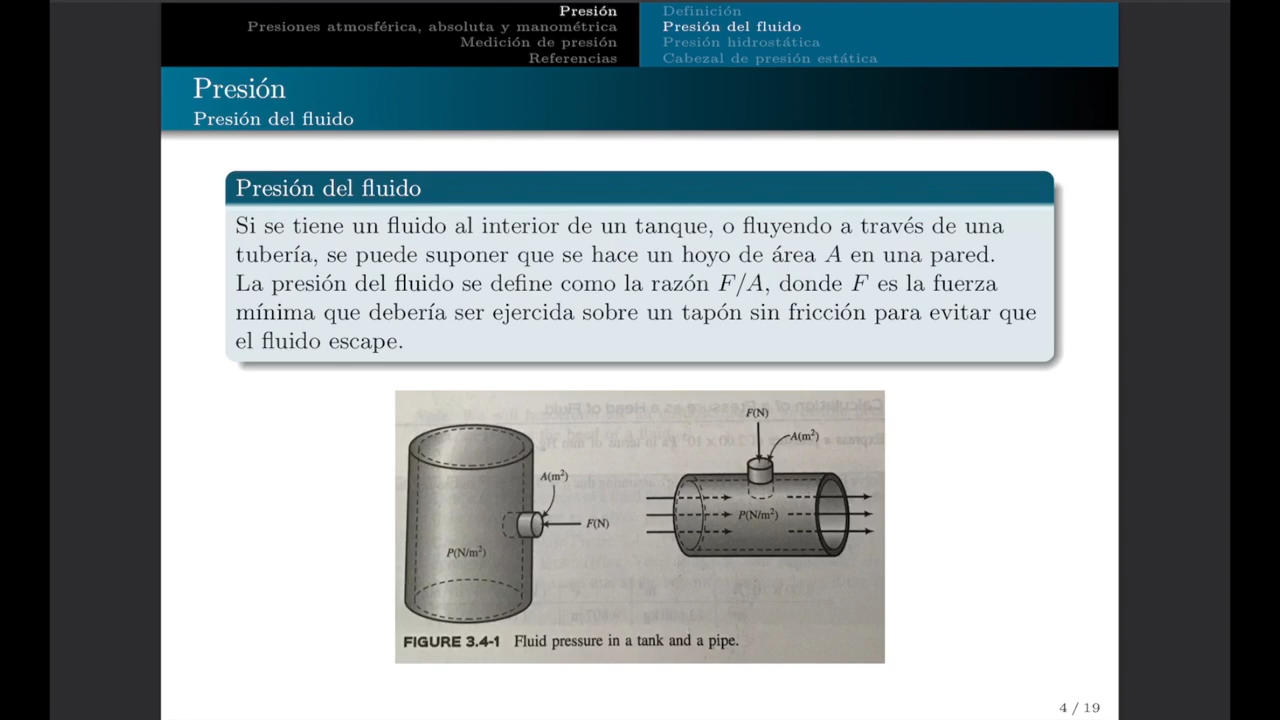 Presión
Presiones atmosférica, absoluta y manométrica
Medición de presión
Referencias
Definición
Presión del fluido
Presión hidrostática
Cabezal de presión estática
Presión
Presión del fluido
Presión del fluido
Si se tiene un fluido al interior de un tanque, o fluyendo a través de una
tubería, se puede suponer que se hace un hoyo de área A en una pared.
La presión del fluido se define como la razón F/A, donde F es la fuerza
mínima que debería ser ejercida sobre un tapón sin fricción para evitar que
el fluido escape.
A(m²)
F(N)
P(N/m²)
F(N)
A(m²)
P(N/m²)
FIGURE 3.4-1 Fluid pressure in a tank and a pipe.
4 / 19